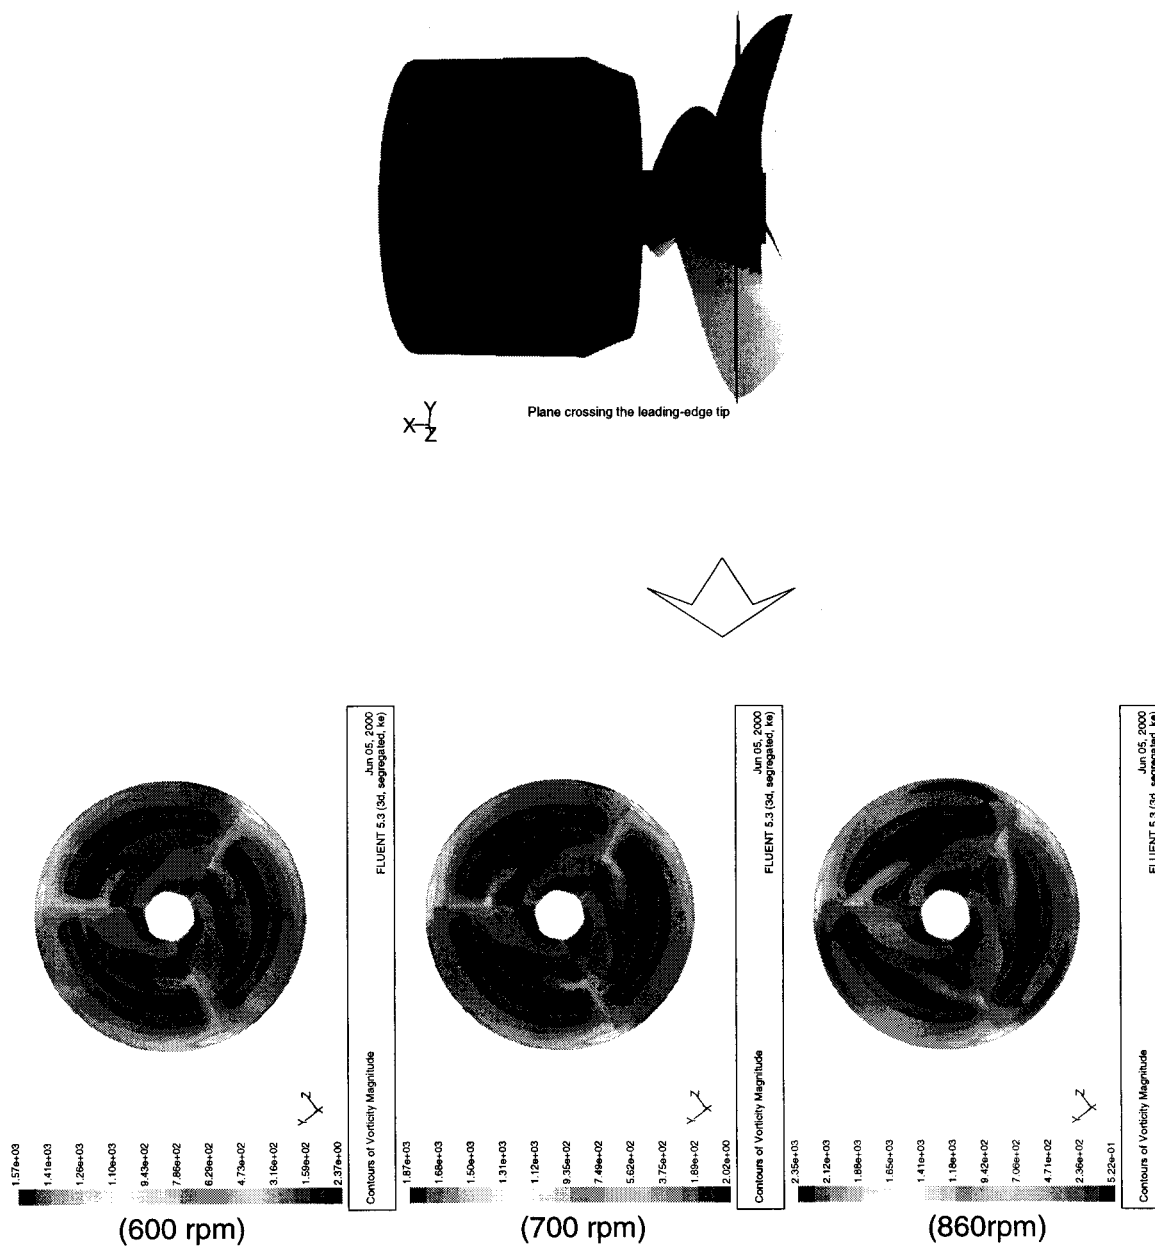 Y
X
Z
Plane crossing the leading-edge tip
1.57e+03
1.41e+03
1.26e+03
1.10e+03
9.43e+02
7.86e+02
6.29e+02
4.73e+02
3.16e+02
1.59e+02
2.37e+00
Y
Z
X
Contours of Vorticity Magnitude
Jun 05, 2000
FLUENT 5.3 (3d, segregated, ke)
(600 rpm)
1.87e+03
1.68e+03
1.50e+03
1.31e+03
1.12e+03
9.35e+02
7.49e+02
5.62e+02
3.75e+02
1.89e+02
2.02e+00
Y
Z
X
Contours of Vorticity Magnitude
Jun 05, 2000
FLUENT 5.3 (3d, segregated, ke)
(700 rpm)
2.35e+03
2.12e+03
1.88e+03
1.65e+03
1.41e+03
1.18e+03
9.42e+02
7.06e+02
4.71e+02
2.36e+02
5.22e-01
Y
Z
X
Contours of Vorticity Magnitude
Jun 05, 2000
FLUENT 5.3 (3d, segregated, ke)
(860rpm)